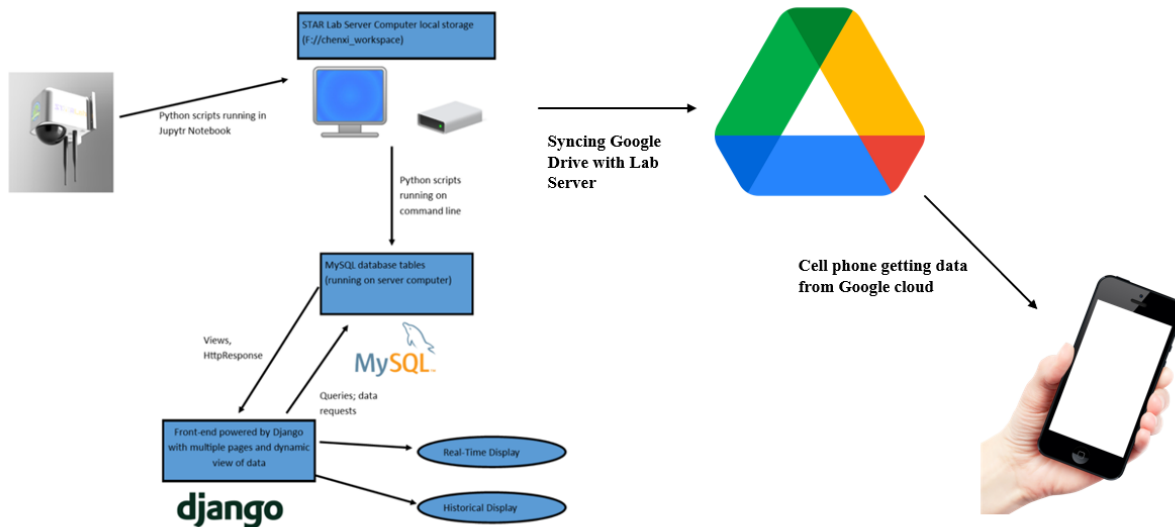 STAR Lab Server Computer local storage
(F://chenxi_workspace)
Python scripts running in
Jupytr Notebook
Syncing Google
Drive with Lab
Server
Python scripts
running on
command line
MySQL database tables
(running on server computer)
Cell phone getting data
from Google cloud
Views,
HttpResponse
MySQL
Queries; data
requests
Front-end powered by Django
with multiple pages and dynamic
view of data
Real-Time Display
django
Historical Display